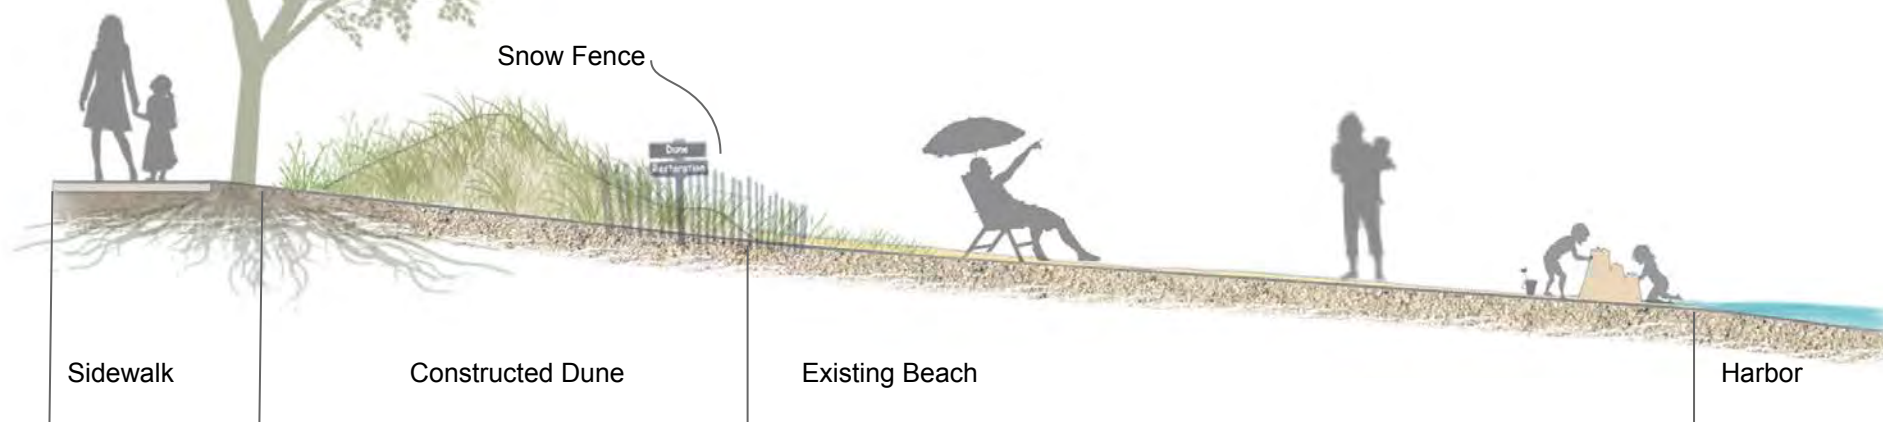 Snow Fence
Dune
Restoration
Sidewalk
Constructed Dune
Existing Beach
Harbor